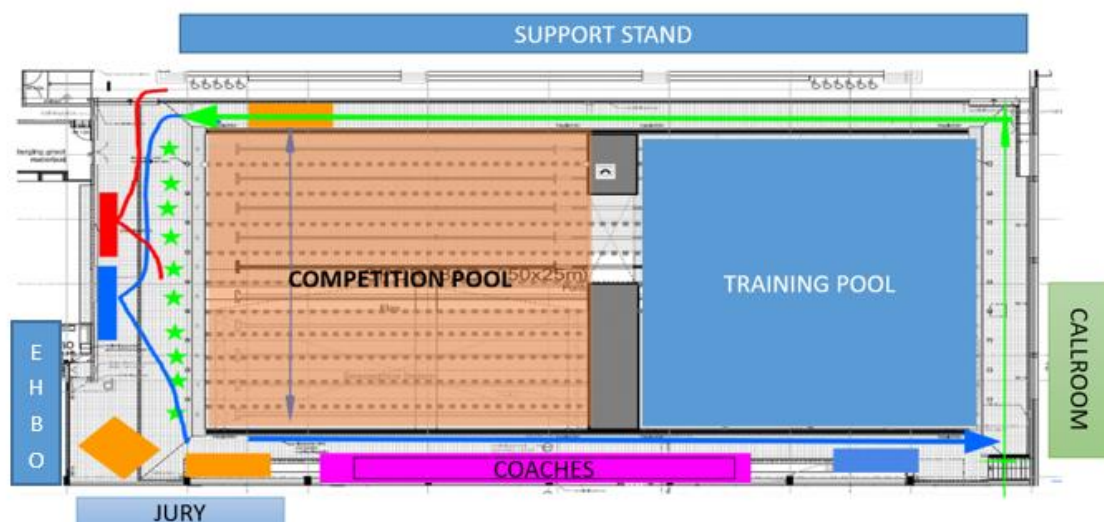 SUPPORT STAND
COMPETITION POOL
50x25m)
TRAINING POOL
CALLROOM
E
H
B
O
COACHES
JURY